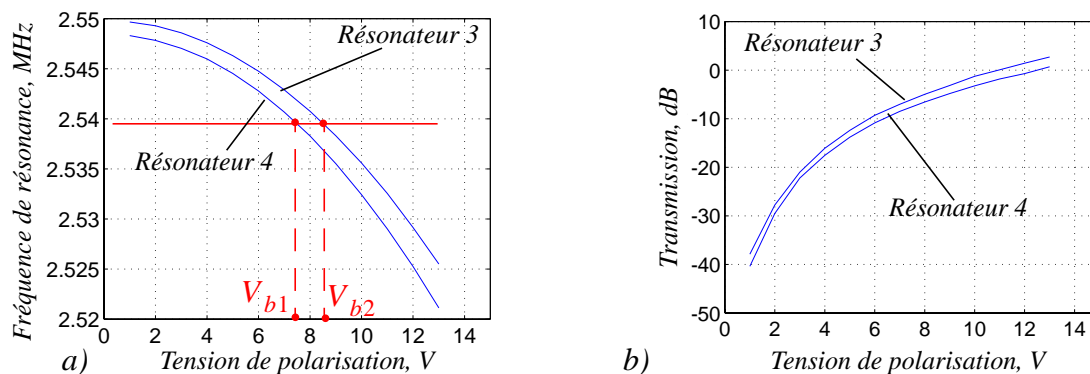 Fréquence de résonance, MHz
2.55
2.545
2.54
2.535
2.53
2.525
2.52
Résonateur 3
Résonateur 4
V_{b1}
V_{b2}
0 2 4 6 8 10 12 14
a)
Tension de polarisation, V
Transmission, dB
10
0
-10
-20
-30
-40
-50
Résonateur 3
Résonateur 4
0 2 4 6 8 10 12 14
b)
Tension de polarisation, V